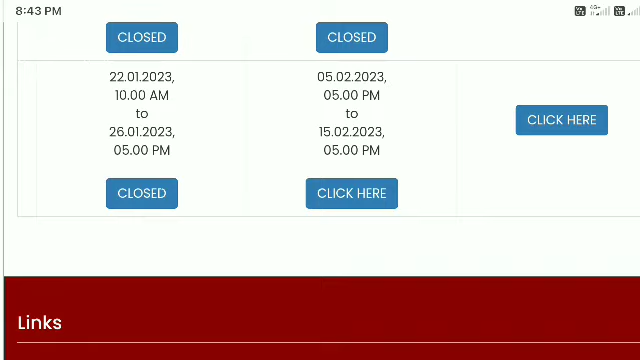 8:43 PM
4G+
CLOSED
CLOSED
22.01.2023,
10.00 AM
to
26.01.2023,
05.00 PM
CLOSED
05.02.2023,
05.00 PM
to
15.02.2023,
05.00 PM
CLICK HERE
CLICK HERE
Links